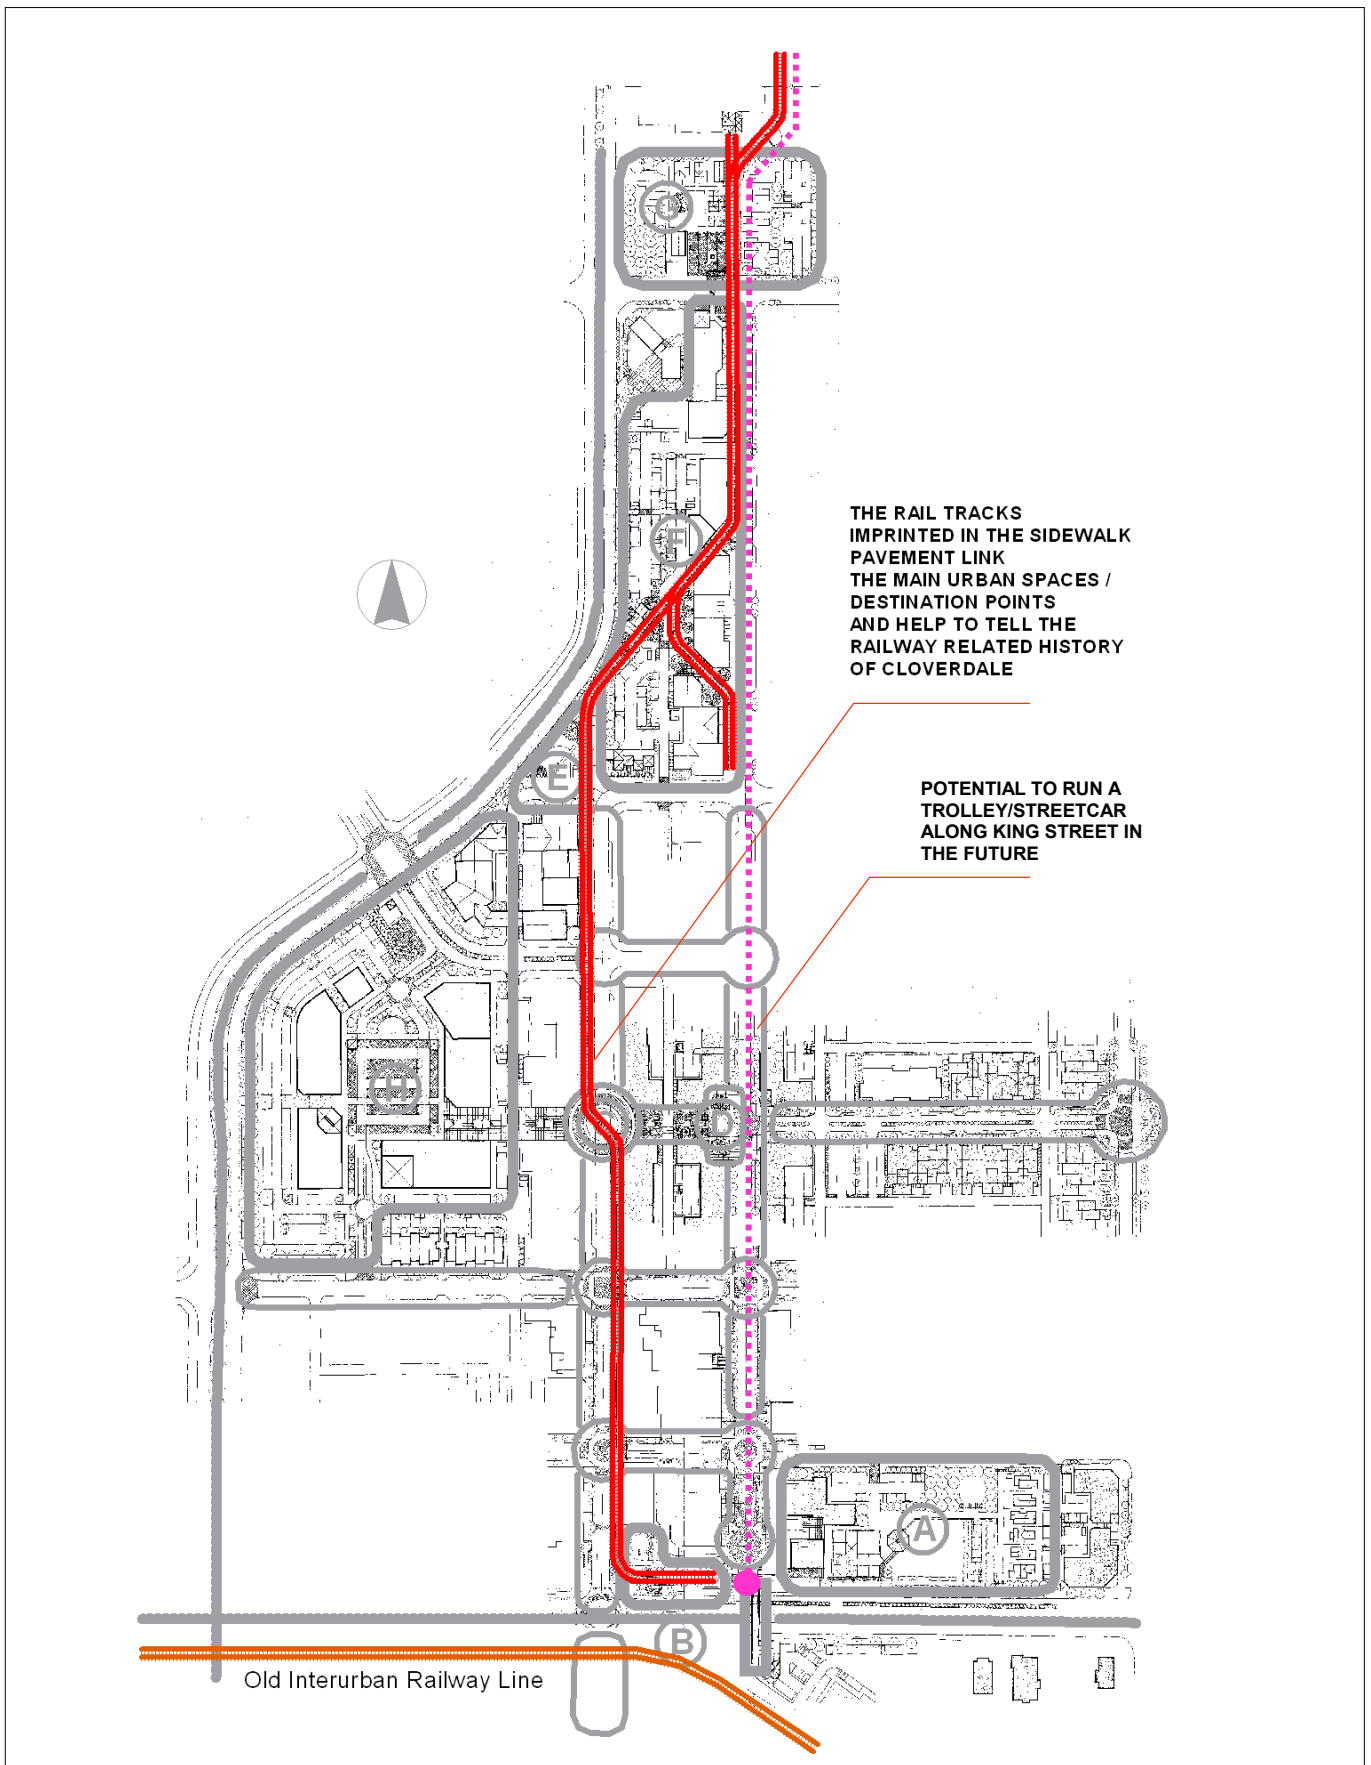 G
THE RAIL TRACKS
IMPRINTED IN THE SIDEWALK
PAVEMENT LINK
THE MAIN URBAN SPACES /
DESTINATION POINTS
AND HELP TO TELL THE
RAILWAY RELATED HISTORY
OF CLOVERDALE
F
E
POTENTIAL TO RUN A
TROLLEY/STREETCAR
ALONG KING STREET IN
THE FUTURE
H
D
A
B
Old Interurban Railway Line